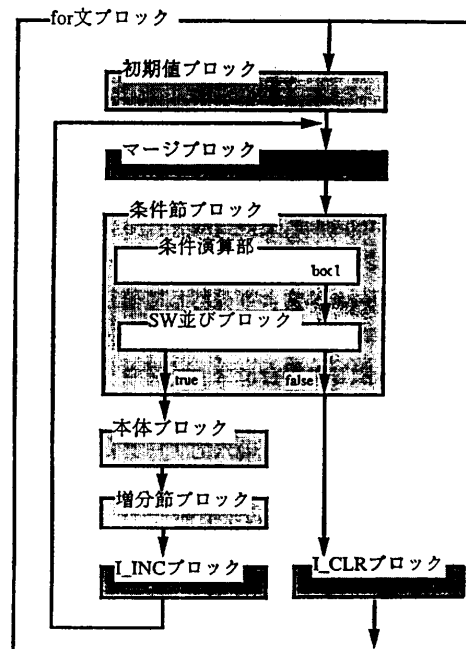 for文ブロック
初期値ブロック
マージブロック
条件節ブロック
条件演算部
bool
SW並びブロック
true
false
本体ブロック
増分節ブロック
I_INCブロック
I_CLRブロック